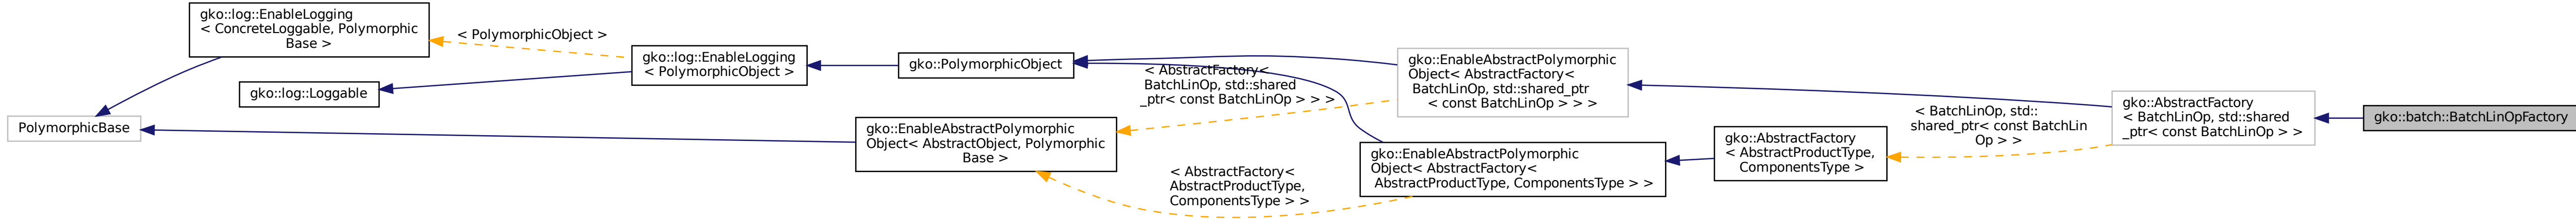 gko::log::EnableLogging
< ConcreteLoggable, Polymorphic
Base >
< PolymorphicObject >
gko::log::EnableLogging
< PolymorphicObject >
gko::log::Loggable
PolymorphicBase
gko::PolymorphicObject
< AbstractFactory<
BatchLinOp, std::shared
_ptr< const BatchLinOp > > >
gko::EnableAbstractPolymorphic
Object< AbstractFactory<
BatchLinOp, std::shared_ptr
< const BatchLinOp > > >
gko::EnableAbstractPolymorphic
Object< AbstractObject, Polymorphic
Base >
< AbstractFactory<
AbstractProductType,
ComponentsType > >
gko::EnableAbstractPolymorphic
Object< AbstractFactory<
AbstractProductType, ComponentsType > >
gko::AbstractFactory
< AbstractProductType,
ComponentsType >
< BatchLinOp, std::
shared_ptr< const BatchLin
Op > >
gko::AbstractFactory
< BatchLinOp, std::shared
_ptr< const BatchLinOp > >
gko::batch::BatchLinOpFactory